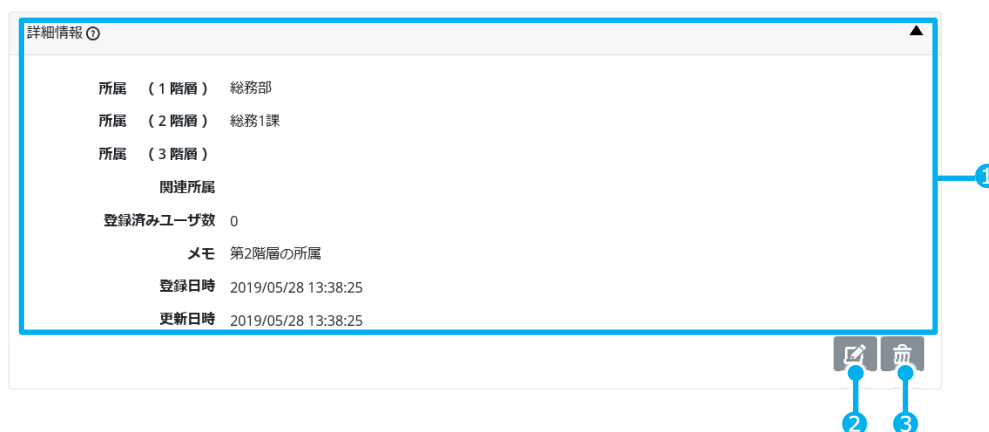 詳細情報 ?
所属 (1階層) 総務部
所属 (2階層) 総務1課
所属 (3階層)
関連所属
登録済みユーザ数 0
メモ 第2階層の所属
登録日時 2019/05/28 13:38:25
更新日時 2019/05/28 13:38:25
1
2 3